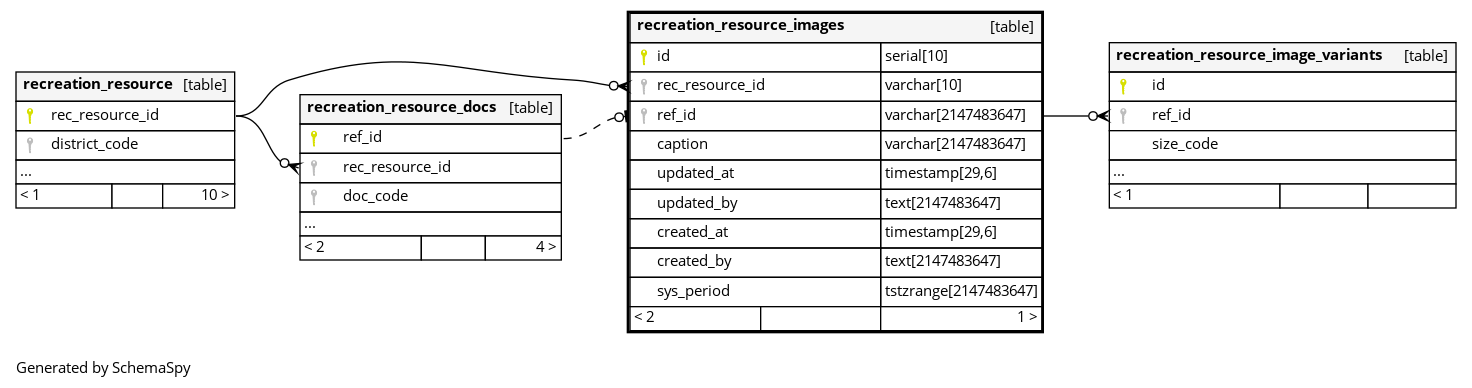 recreation_resource [table]
rec_resource_id
district_code
...
< 1 10 >
recreation_resource_docs [table]
ref_id
rec_resource_id
doc_code
...
< 2 4 >
recreation_resource_images [table]
id serial[10]
rec_resource_id varchar[10]
ref_id varchar[2147483647]
caption varchar[2147483647]
updated_at timestamp[29,6]
updated_by text[2147483647]
created_at timestamp[29,6]
created_by text[2147483647]
sys_period tstzrange[2147483647]
< 2 1 >
recreation_resource_image_variants [table]
id
ref_id
size_code
...
< 1
Generated by SchemaSpy